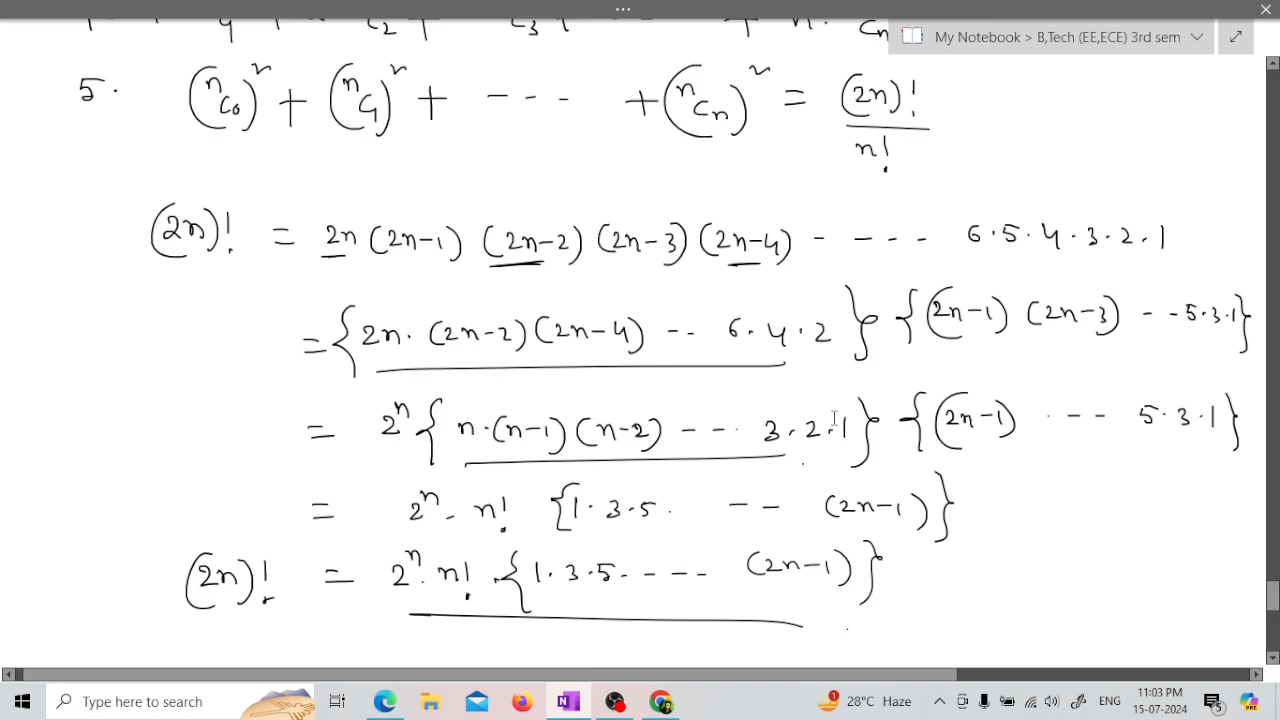 My Notebook > B,Tech (EE,ECE) 3rd sem
5. (ⁿC₀)² + (ⁿC₁)² + - - - + (ⁿCₙ)² = (2n)! / n!
(2n)! = 2n (2n-1) (2n-2) (2n-3) (2n-4) - - - - 6.5.4.3.2.1
= {2n. (2n-2) (2n-4) -- 6.4.2} {(2n-1) (2n-3) - - 5.3.1}
= 2ⁿ {n.(n-1) (n-2) -- - 3.2.1} {(2n-1) -- 5.3.1}
= 2ⁿ. n! {1.3.5. -- (2n-1)}
(2n)! = 2ⁿ. n! . {1.3.5. - - - (2n-1)}
Type here to search
1
28°C Haze
ENG
11:03 PM
15-07-2024
5